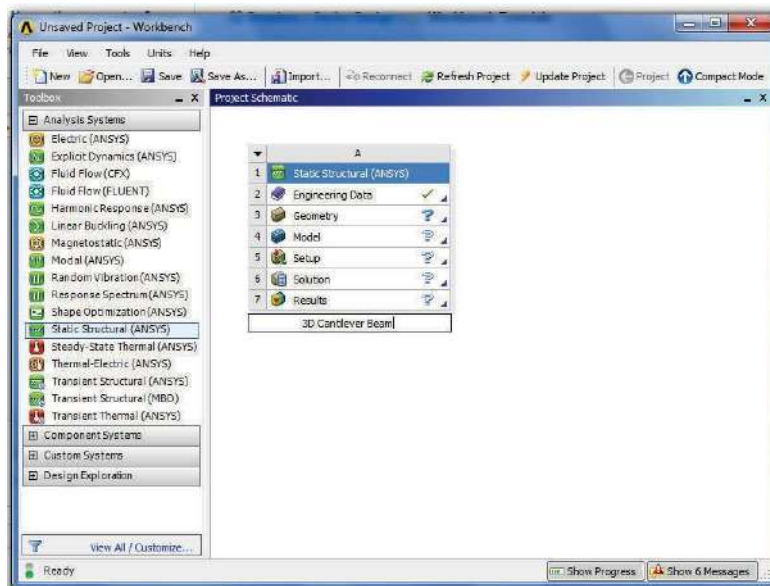 Unsaved Project - Workbench
File View Tools Units Help
New Open... Save Save As... Import... Reconnect Refresh Project Update Project Project Compact Mode
Toolbox
Project Schematic
Analysis Systems
Electric (ANSYS)
Explicit Dynamics (ANSYS)
Fluid Flow (CFX)
Fluid Flow (FLUENT)
Harmonic Response (ANSYS)
Linear Buckling (ANSYS)
Magnetostatic (ANSYS)
Modal (ANSYS)
Random Vibration (ANSYS)
Response Spectrum (ANSYS)
Shape Optimization (ANSYS)
Static Structural (ANSYS)
Steady-State Thermal (ANSYS)
Thermal-Electric (ANSYS)
Transient Structural (ANSYS)
Transient Structural (MBD)
Transient Thermal (ANSYS)
Component Systems
Custom Systems
Design Exploration
View All / Customize...
A
1 Static Structural (ANSYS)
2 Engineering Data
3 Geometry ?
4 Model ?
5 Setup ?
6 Solution ?
7 Results ?
3D Cantilever Beam
Ready
Show Progress Show 6 Messages